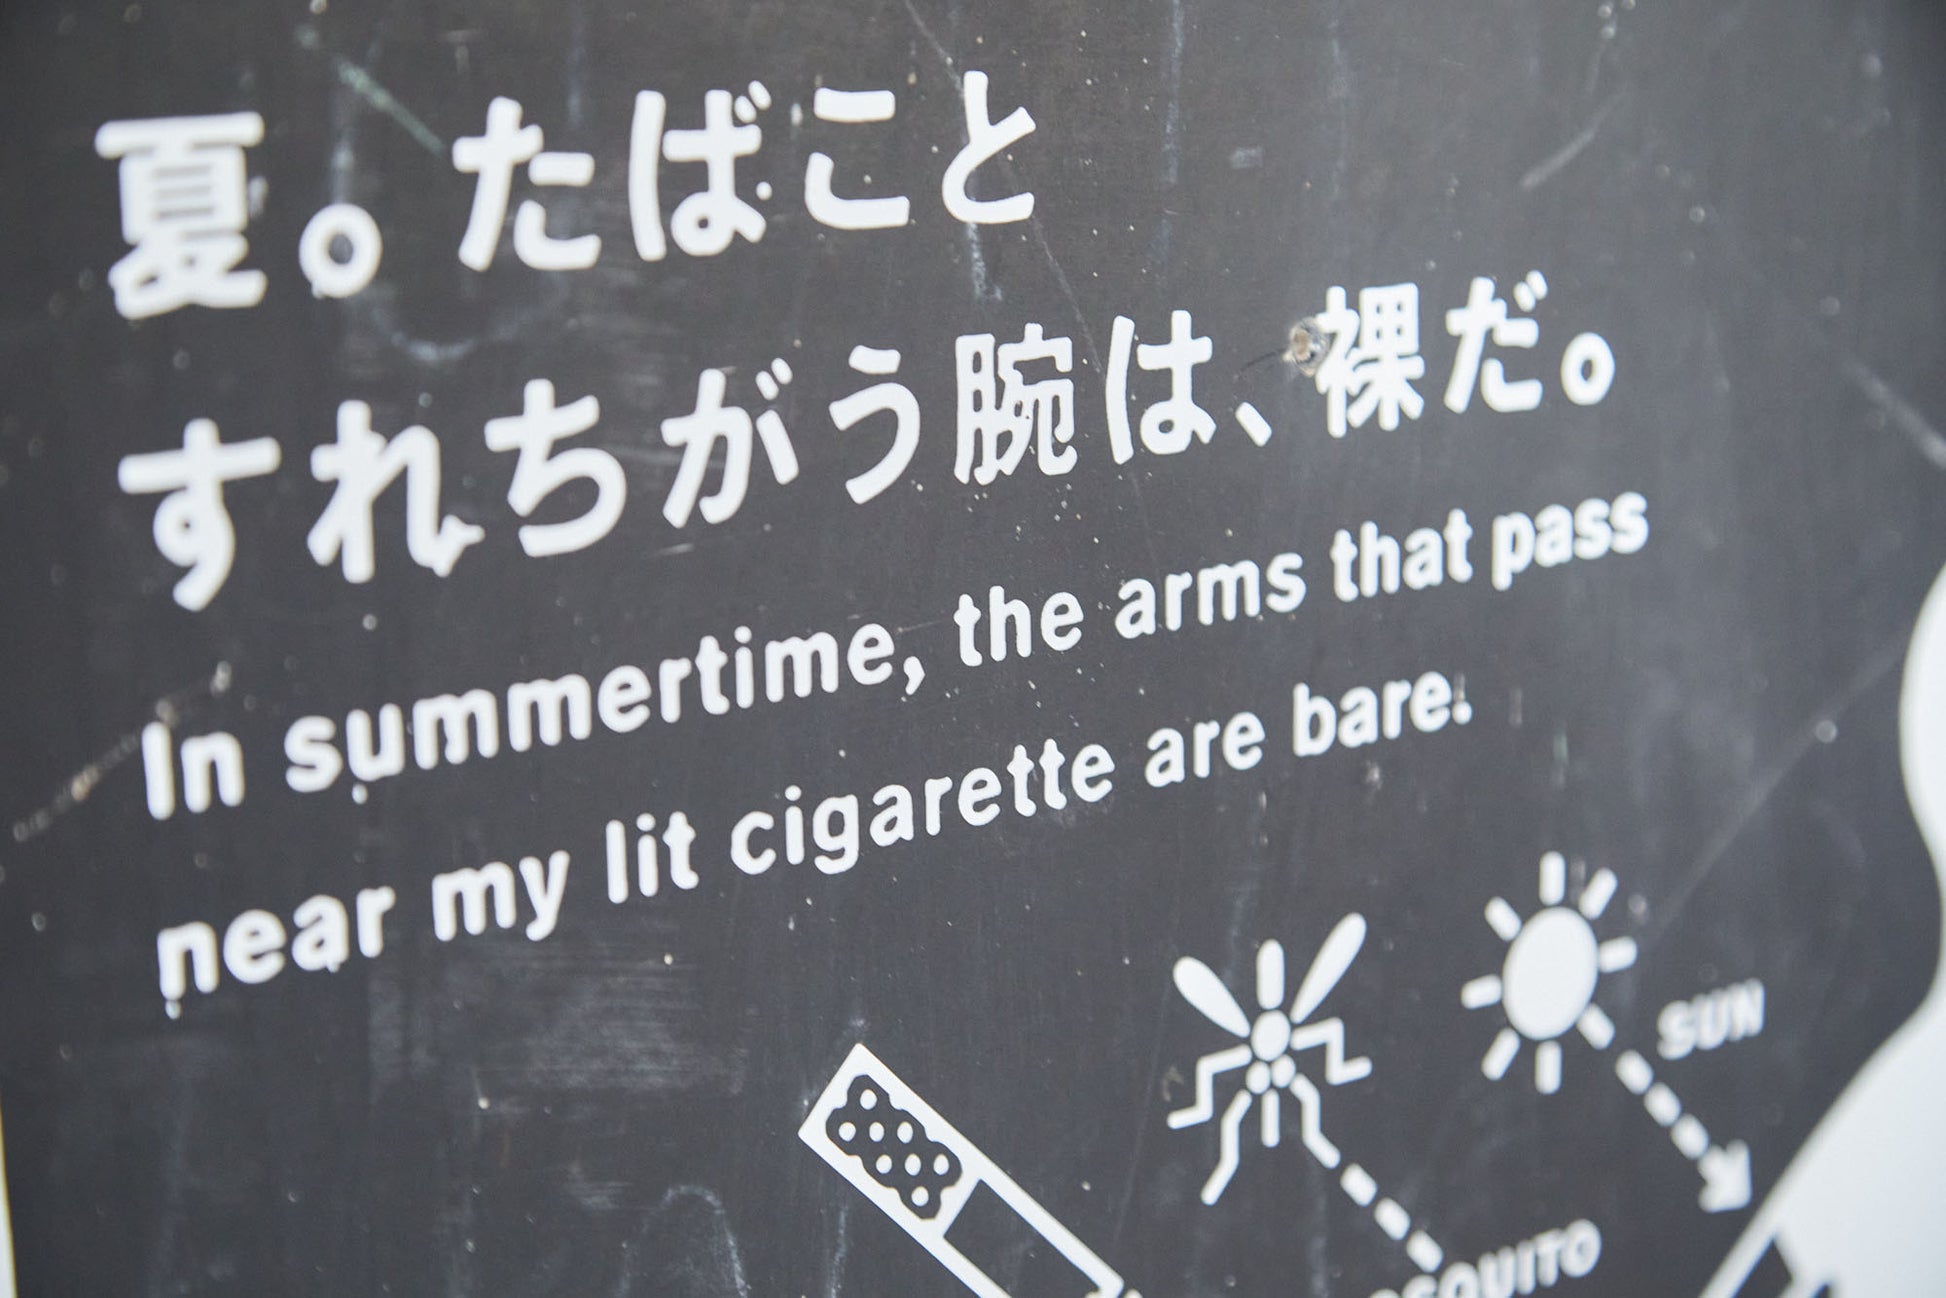 夏。たばこと
すれちがう腕は、裸だ。
In summertime, the arms that pass
near my lit cigarette are bare.
SUN